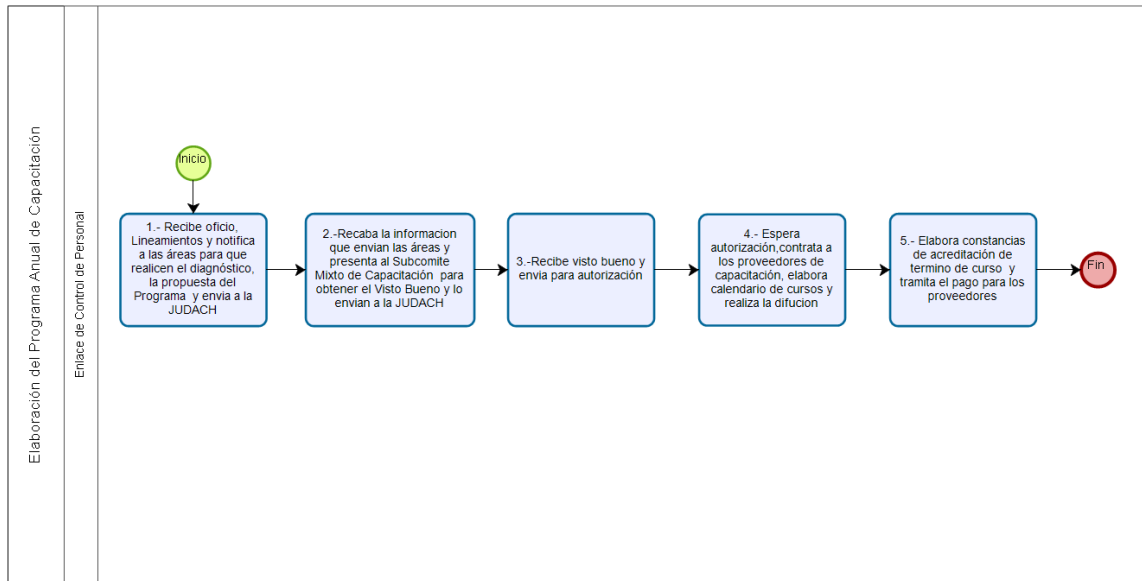 Elaboración del Programa Anual de Capacitación
Enlace de Control de Personal
Inicio
1.- Recibe oficio,
Lineamientos y notifica
a las áreas para que
realicen el diagnóstico,
la propuesta del
Programa y envia a la
JUDACH
2.-Recaba la informacion
que envian las áreas y
presenta al Subcomite
Mixto de Capacitación para
obtener el Visto Bueno y lo
envian a la JUDACH
3.-Recibe visto bueno y
envia para autorización
4.- Espera
autorización,contrata a
los proveedores de
capacitación, elabora
calendario de cursos y
realiza la difucion
5.- Elabora constancias
de acreditación de
termino de curso y
tramita el pago para los
proveedores
Fin